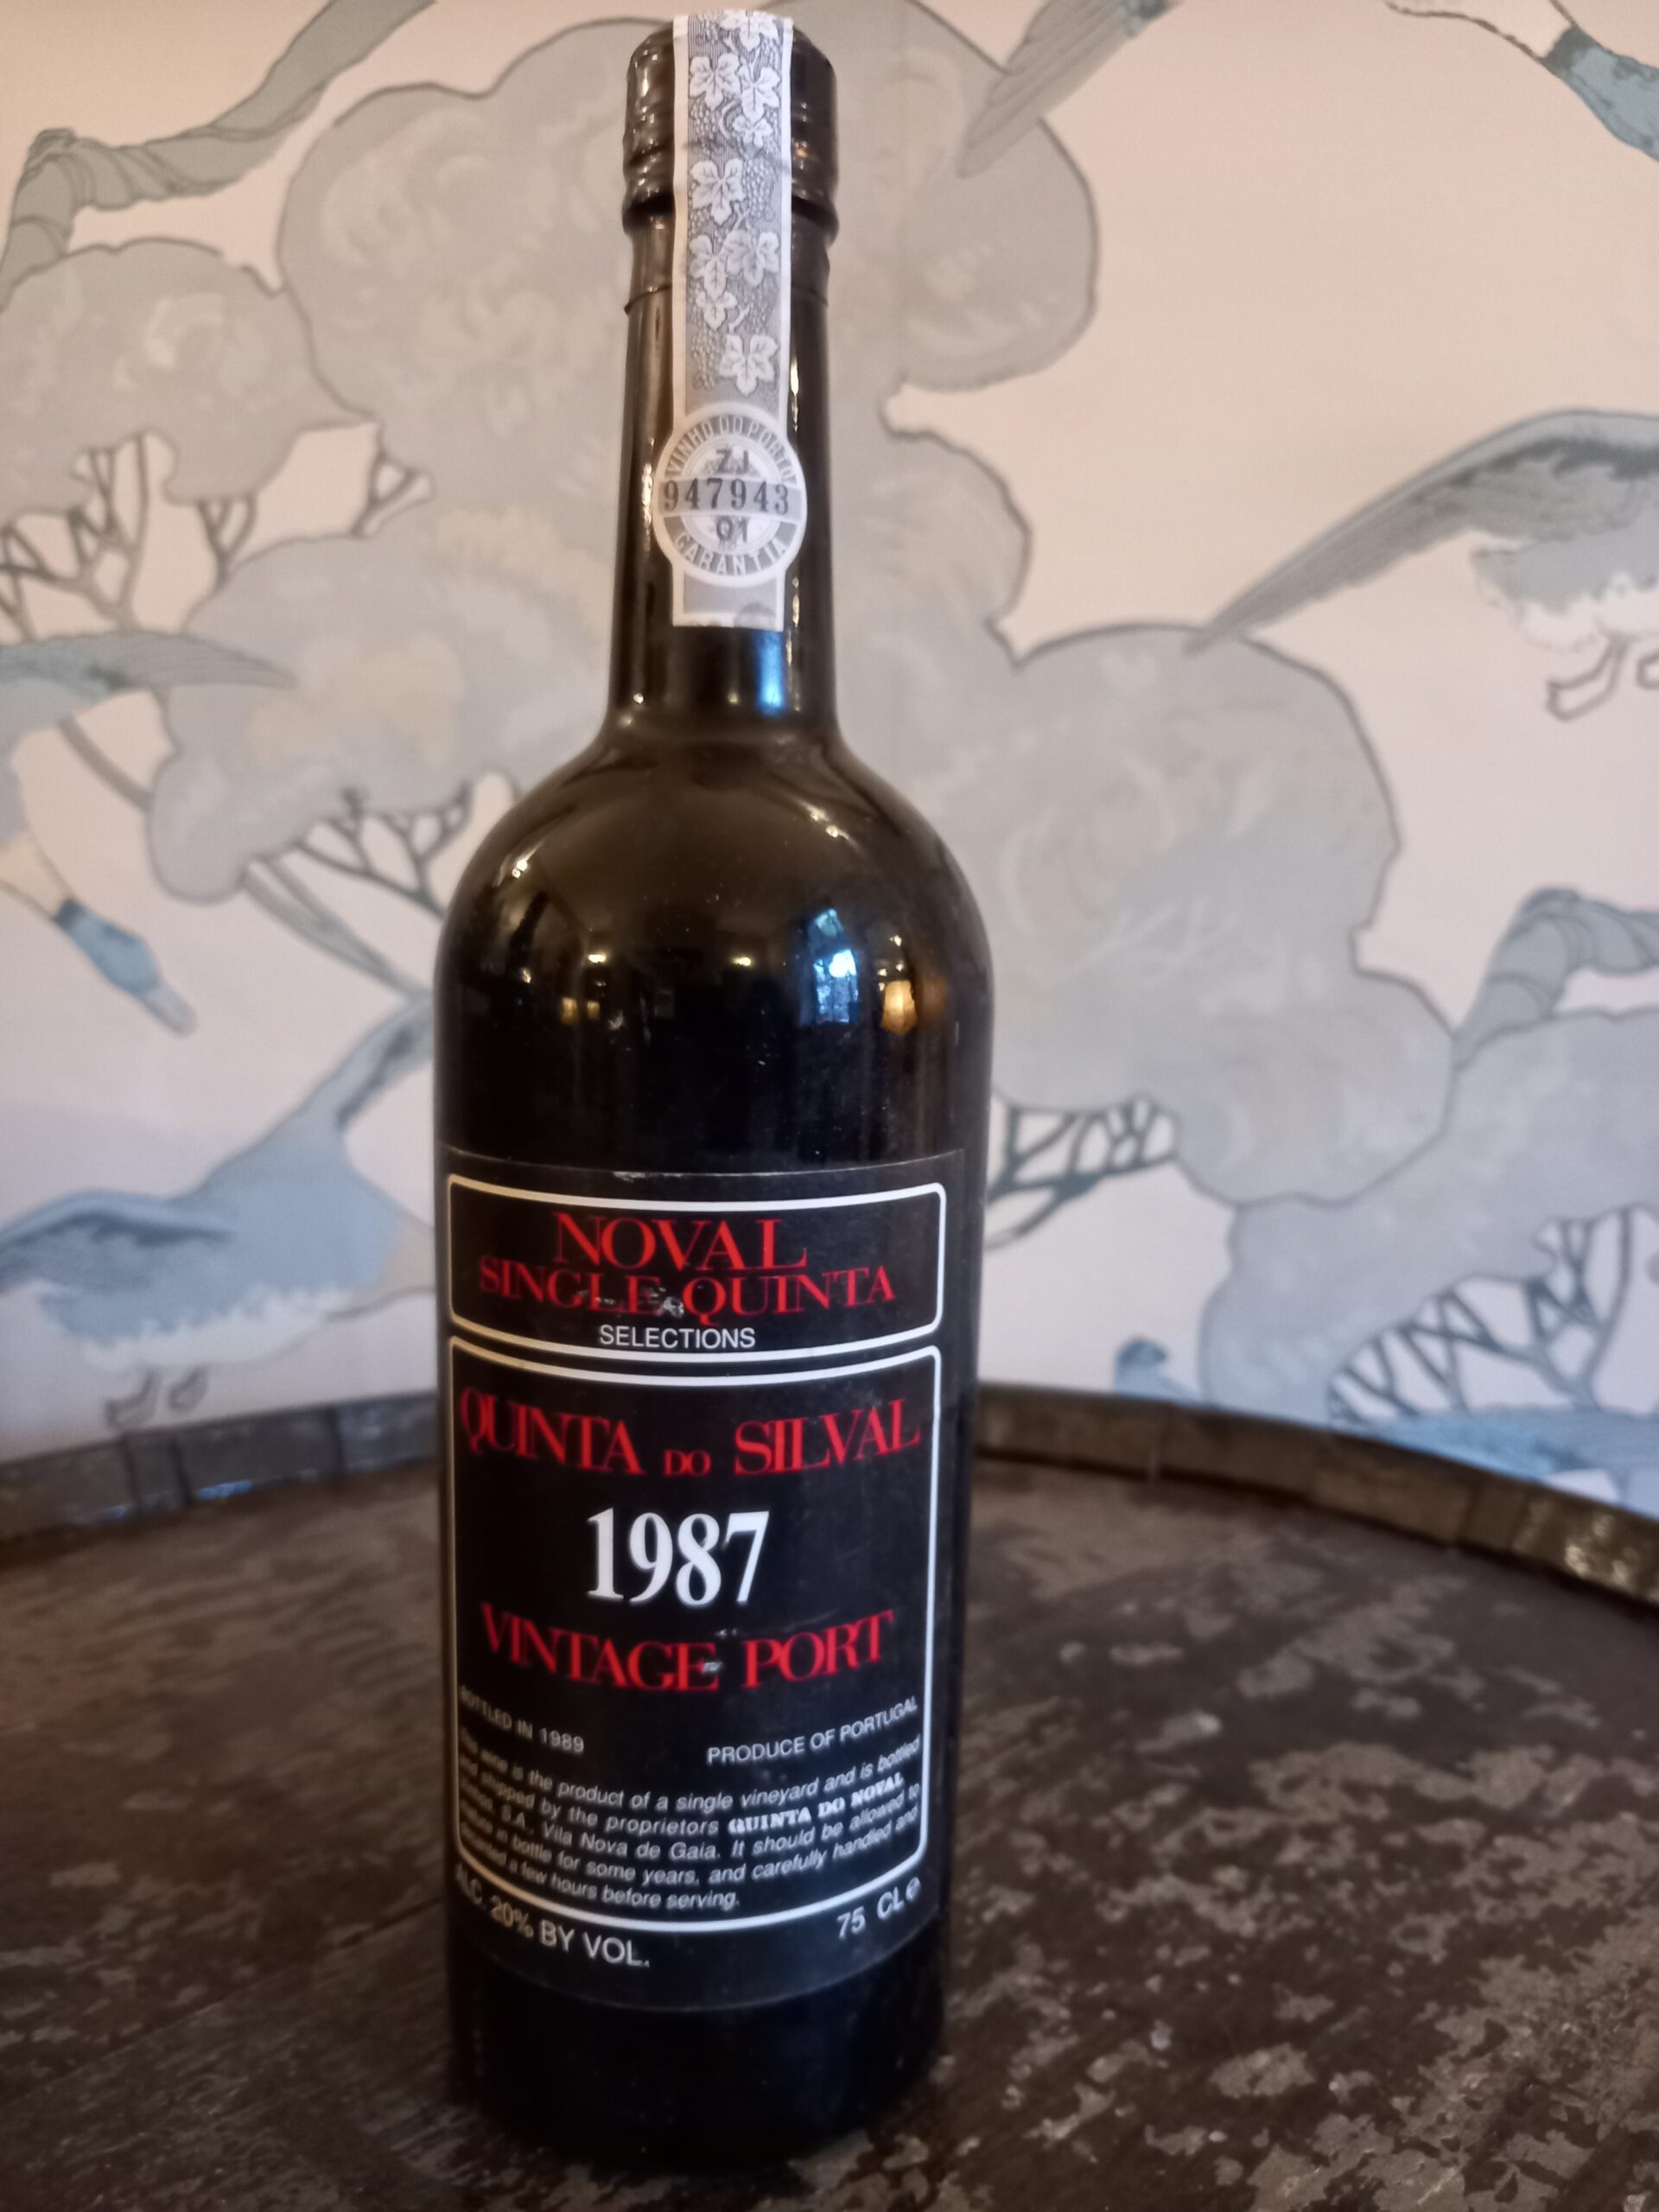 VINHO DO PORTO
ZJ
947943
01
GARANTIA
NOVAL
SINGLE QUINTA
SELECTIONS
QUINTA DO SILVAL
1987
VINTAGE PORT
BOTTLED IN 1989 PRODUCE OF PORTUGAL
This wine is the product of a single vineyard and is bottled
and shipped by the proprietors QUINTA DO NOVAL
S.A., Vila Nova de Gaia. It should be allowed to
mature in bottle for some years, and carefully handled and
decanted a few hours before serving.
ALC. 20% BY VOL. 75 CL e